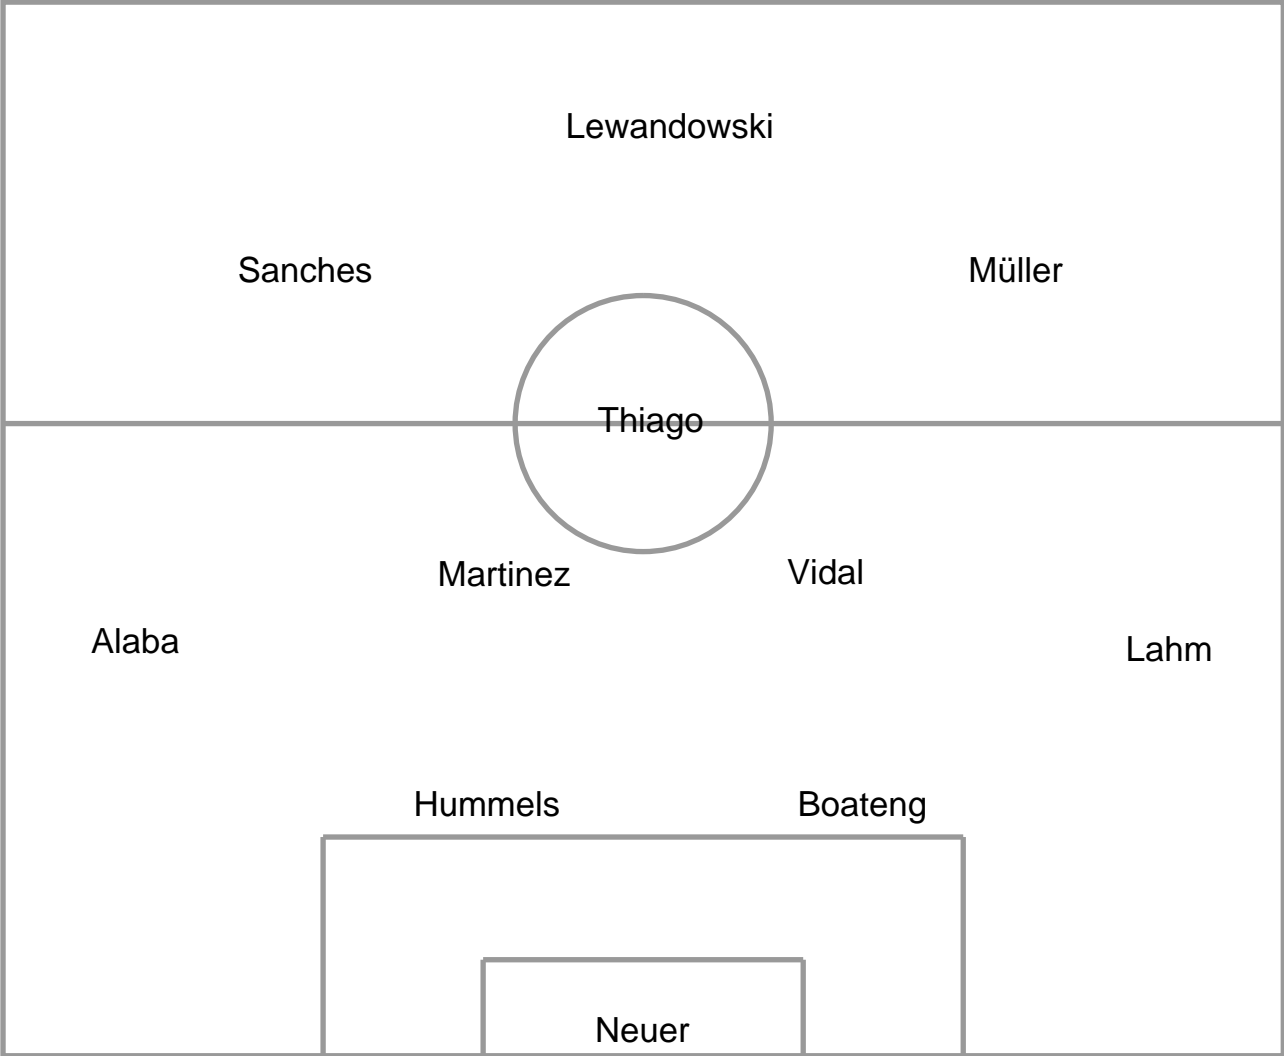 Lewandowski
Sanches
Müller
Thiago
Martinez
Vidal
Alaba
Lahm
Hummels
Boateng
Neuer